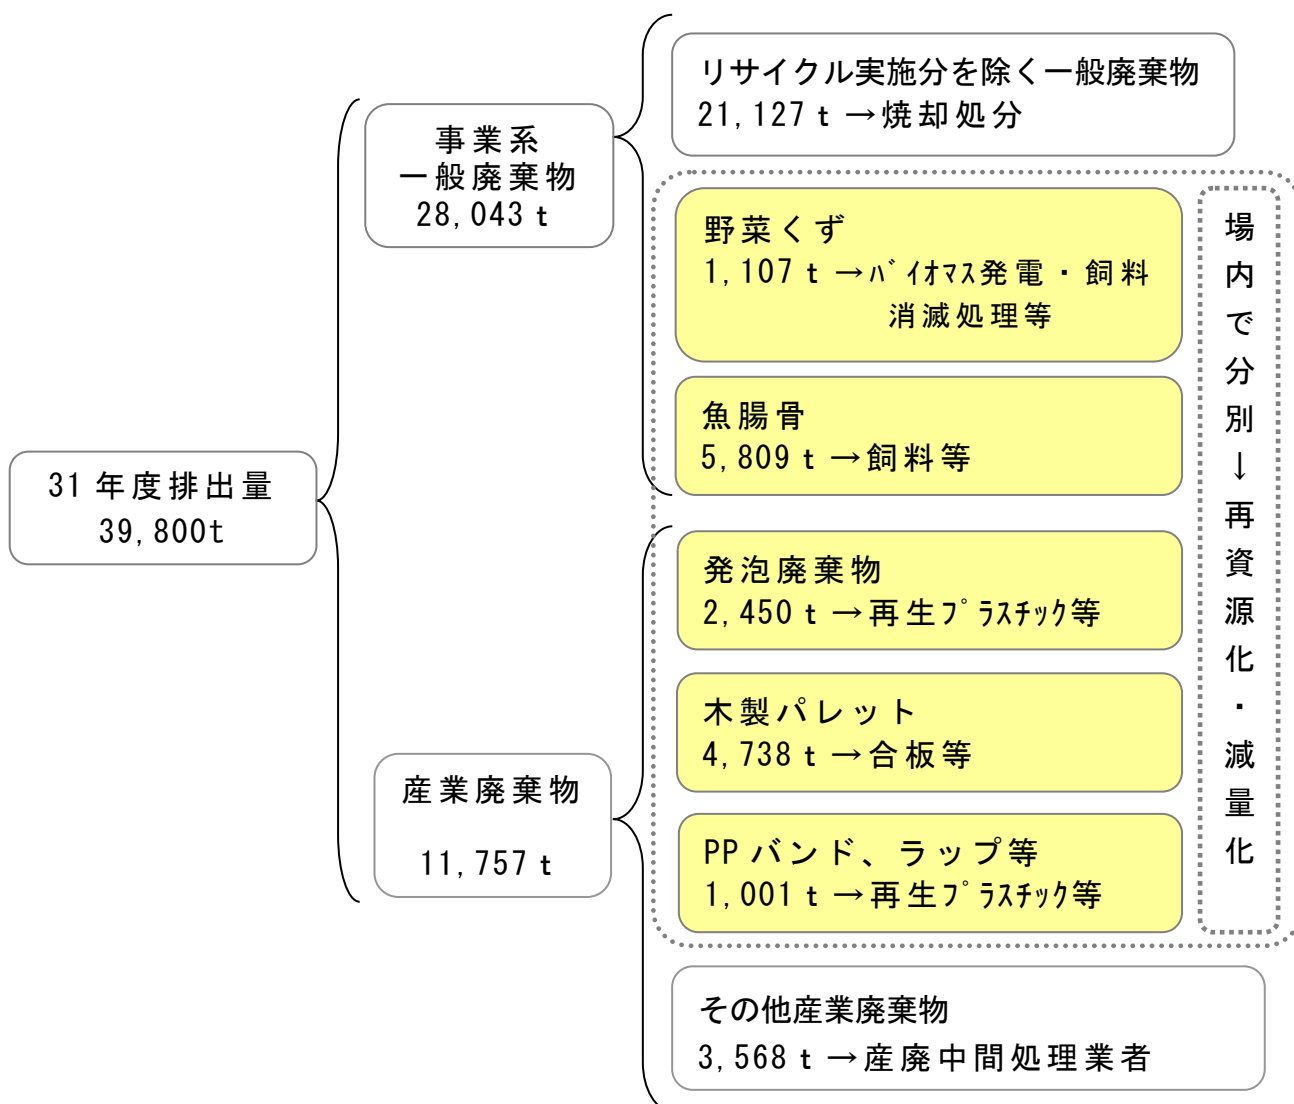 31 年度排出量
39,800t
事業系
一般廃棄物
28,043 t
リサイクル実施分を除く一般廃棄物
21,127 t →焼却処分
野菜くず
1,107 t →ﾊﾞｲｵﾏｽ発電・飼料
消滅処理等
魚腸骨
5,809 t →飼料等
産業廃棄物
11,757 t
発泡廃棄物
2,450 t →再生ﾌﾟﾗｽﾁｯｸ等
木製パレット
4,738 t →合板等
PP バンド、ラップ等
1,001 t →再生ﾌﾟﾗｽﾁｯｸ等
その他産業廃棄物
3,568 t →産廃中間処理業者
場内で分別→再資源化・減量化